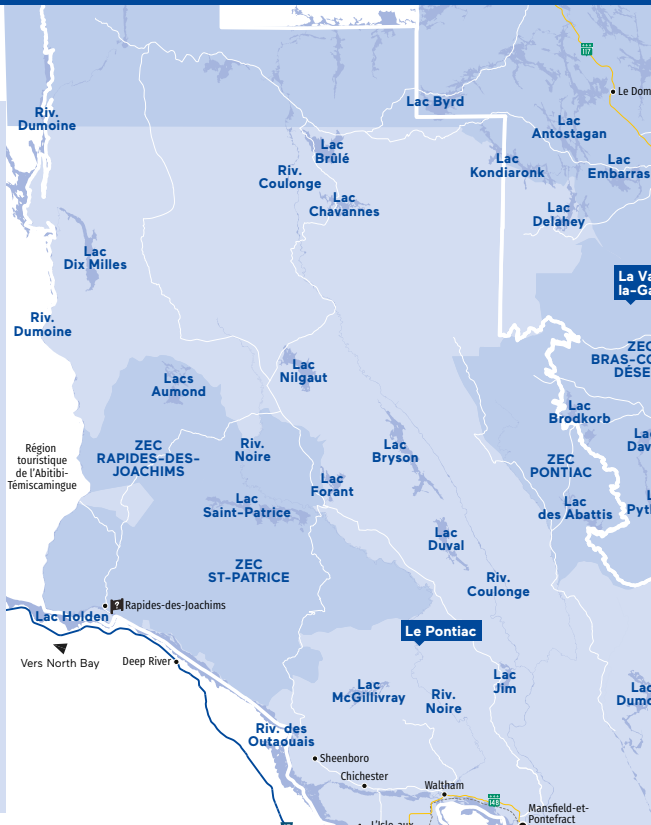 117
Le Dom
Lac Byrd
Riv.
Dumoine
Lac
Antostagan
Lac
Brûlé
Lac
Kondiaronk
Lac
Embarras
Riv.
Coulonge
Lac
Chavannes
Lac
Delahey
Lac
Dix Milles
La Va
la-Ga
Riv.
Dumoine
ZEC
BRAS-CO
DÉSE
Lacs
Aumond
Lac
Nilgaut
Lac
Brodkorb
Région
touristique
de l'Abitibi-
Témiscamingue
ZEC
RAPIDES-DES-
JOACHIMS
Riv.
Noire
Lac
Bryson
Lac
Dav
ZEC
PONTIAC
Lac
Forant
Lac
Saint-Patrice
Lac
des Abattis
L
Pyth
Lac
Duval
ZEC
ST-PATRICE
Riv.
Coulonge
?
Rapides-des-Joachims
Lac Holden
Le Pontiac
Vers North Bay
Deep River
Lac
McGillivray
Riv.
Noire
Lac
Jim
Lac
Dumo
Riv. des
Outaouais
Sheenboro
Chichester
Waltham
148
Mansfield-et-
Pontefract
L'Isle-aux